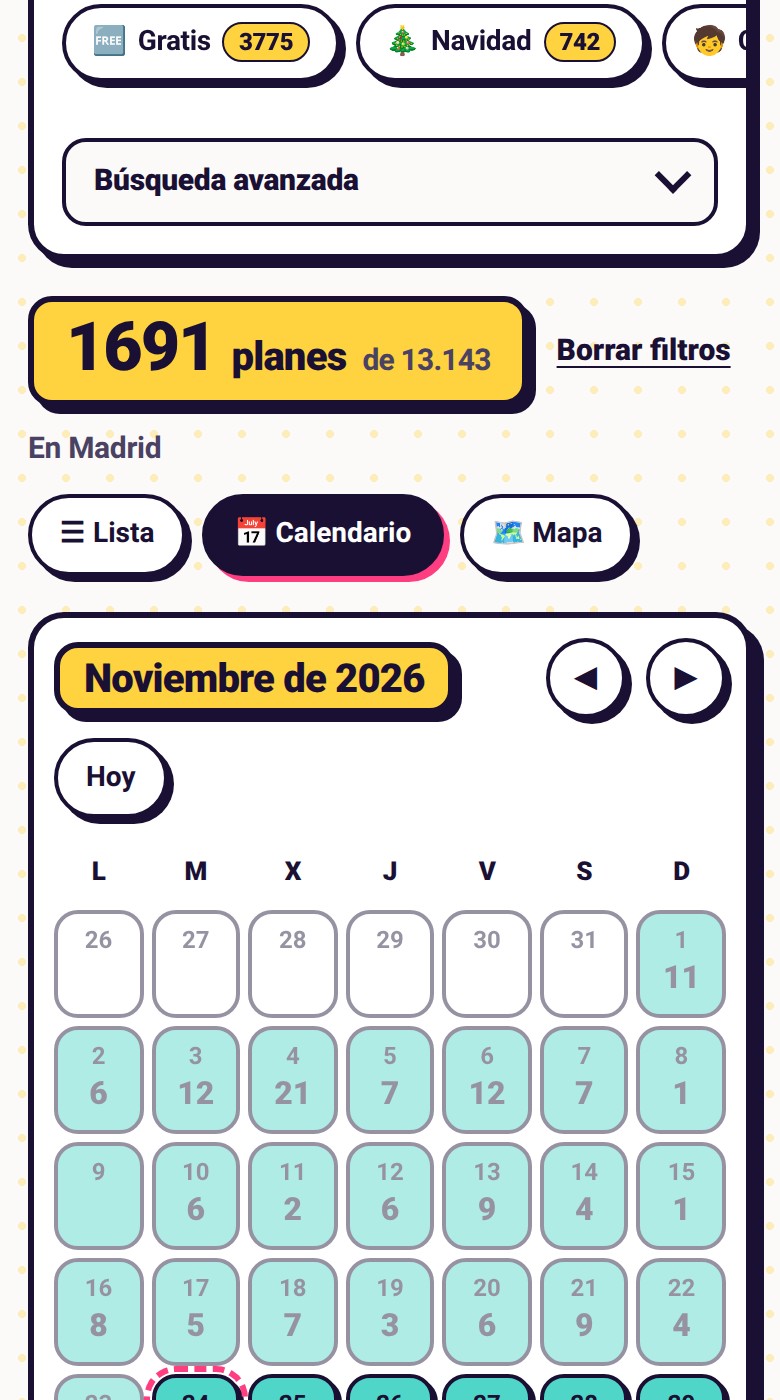 🆓 Gratis 3775 🎄 Navidad 742
Búsqueda avanzada
1691 planes de 13.143 Borrar filtros
En Madrid
☰ Lista 📅 Calendario 🗺️ Mapa
Noviembre de 2026 ◀ ▶
Hoy
L M X J V S D
26 27 28 29 30 31 1
11
2 3 4 5 6 7 8
6 12 21 7 12 7 1
9 10 11 12 13 14 15
6 2 6 9 4 1
16 17 18 19 20 21 22
8 5 7 3 6 9 4